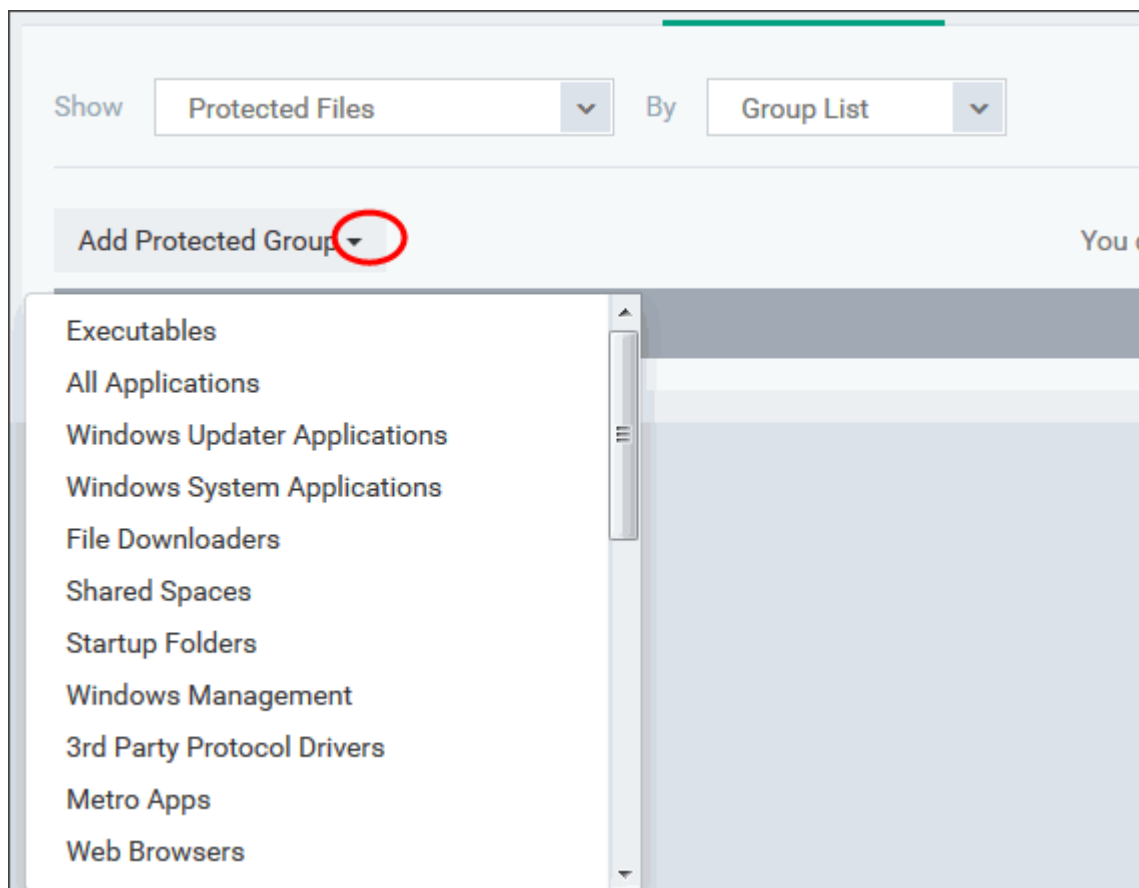 Show Protected Files By Group List
Add Protected Group You
Executables
All Applications
Windows Updater Applications
Windows System Applications
File Downloaders
Shared Spaces
Startup Folders
Windows Management
3rd Party Protocol Drivers
Metro Apps
Web Browsers